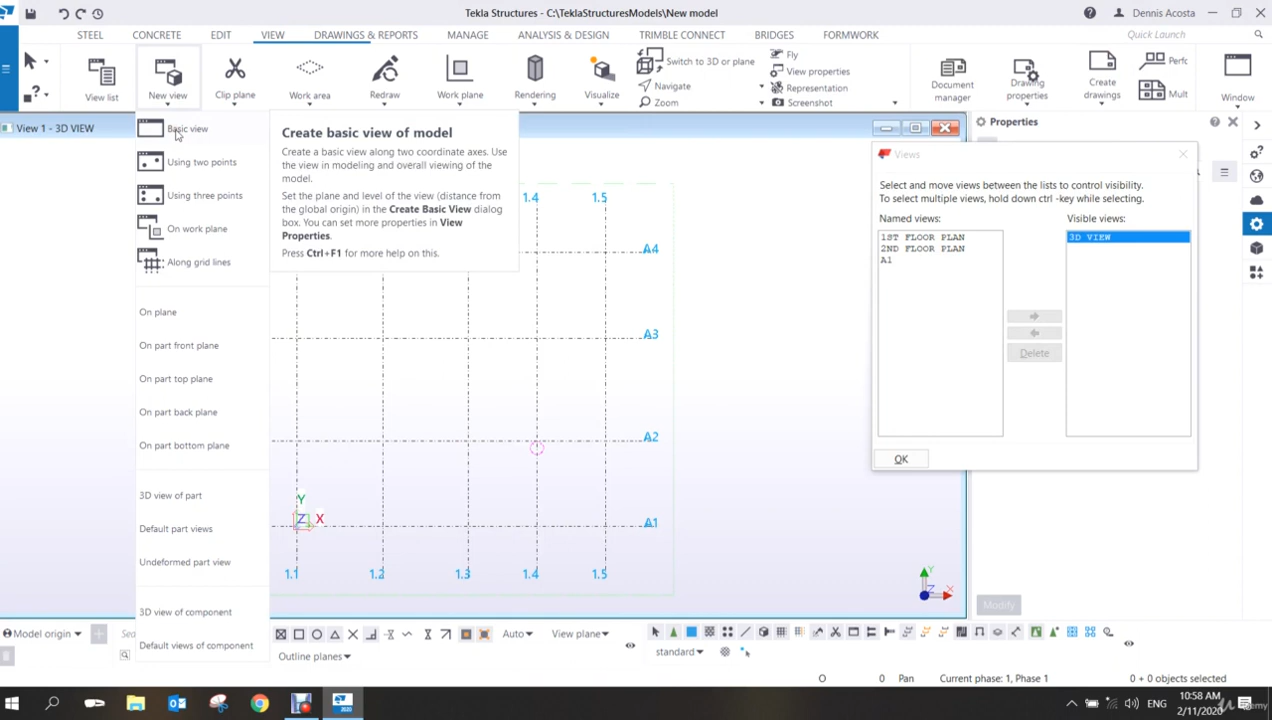 Tekla Structures - C:\TeklaStructuresModels\New model
Dennis Acosta
STEEL CONCRETE EDIT VIEW DRAWINGS & REPORTS MANAGE ANALYSIS & DESIGN TRIMBLE CONNECT BRIDGES FORMWORK
Quick Launch
View list
New view
Clip plane
Work area
Redraw
Work plane
Rendering
Visualize
Switch to 3D or plane
Navigate
Zoom
Fly
View properties
Representation
Screenshot
Document manager
Drawing properties
Create drawings
Perfo
Mult
Window
View 1 - 3D VIEW
Basic view
Using two points
Using three points
On work plane
Along grid lines
On plane
On part front plane
On part top plane
On part back plane
On part bottom plane
3D view of part
Default part views
Undeformed part view
3D view of component
Default views of component
Create basic view of model
Create a basic view along two coordinate axes. Use
the view in modeling and overall viewing of the
model.
Set the plane and level of the view (distance from
the global origin) in the Create Basic View dialog
box. You can set more properties in View
Properties.
Press Ctrl+F1 for more help on this.
1.4 1.5
A4
A3
A2
A1
Y
Z X
1.1 1.2 1.3 1.4 1.5
Y
Z X
Properties
Views
Select and move views between the lists to control visibility.
To select multiple views, hold down ctrl -key while selecting.
Named views: Visible views:
1ST FLOOR PLAN
2ND FLOOR PLAN
A1
3D VIEW
Delete
OK
Modify
Model origin
Sea
Auto
View plane
Outline planes
standard
O 0 Pan Current phase: 1, Phase 1 0 + 0 objects selected
2020
ENG
10:58 AM
2/11/2020
Udemy